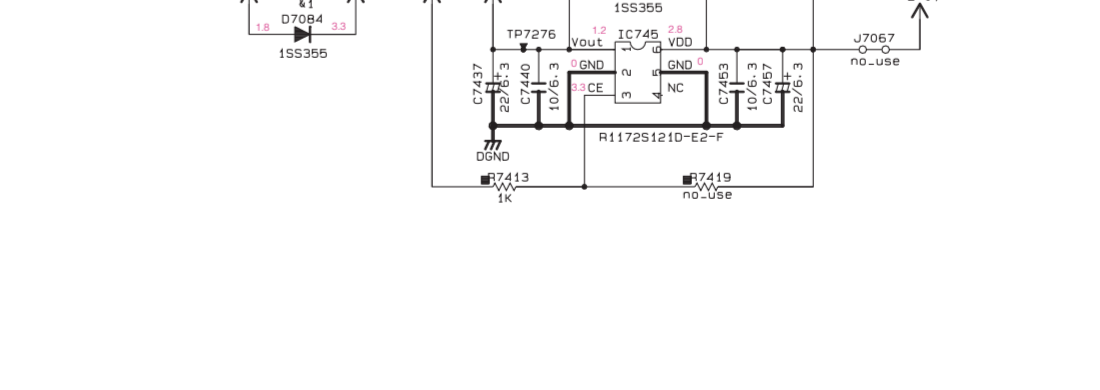 &1
D7084
1.8
3.3
1SS355
1SS355
TP7276
1.2
IC745
2.8
Vout
1
6
VDD
J7067
no_use
0
GND
2
5
GND
0
3.3
CE
3
4
NC
C7437
22/6.3
C7440
10/6.3
C7453
10/6.3
C7457
22/6.3
R1172S121D-E2-F
DGND
R7413
1K
R7419
no_use